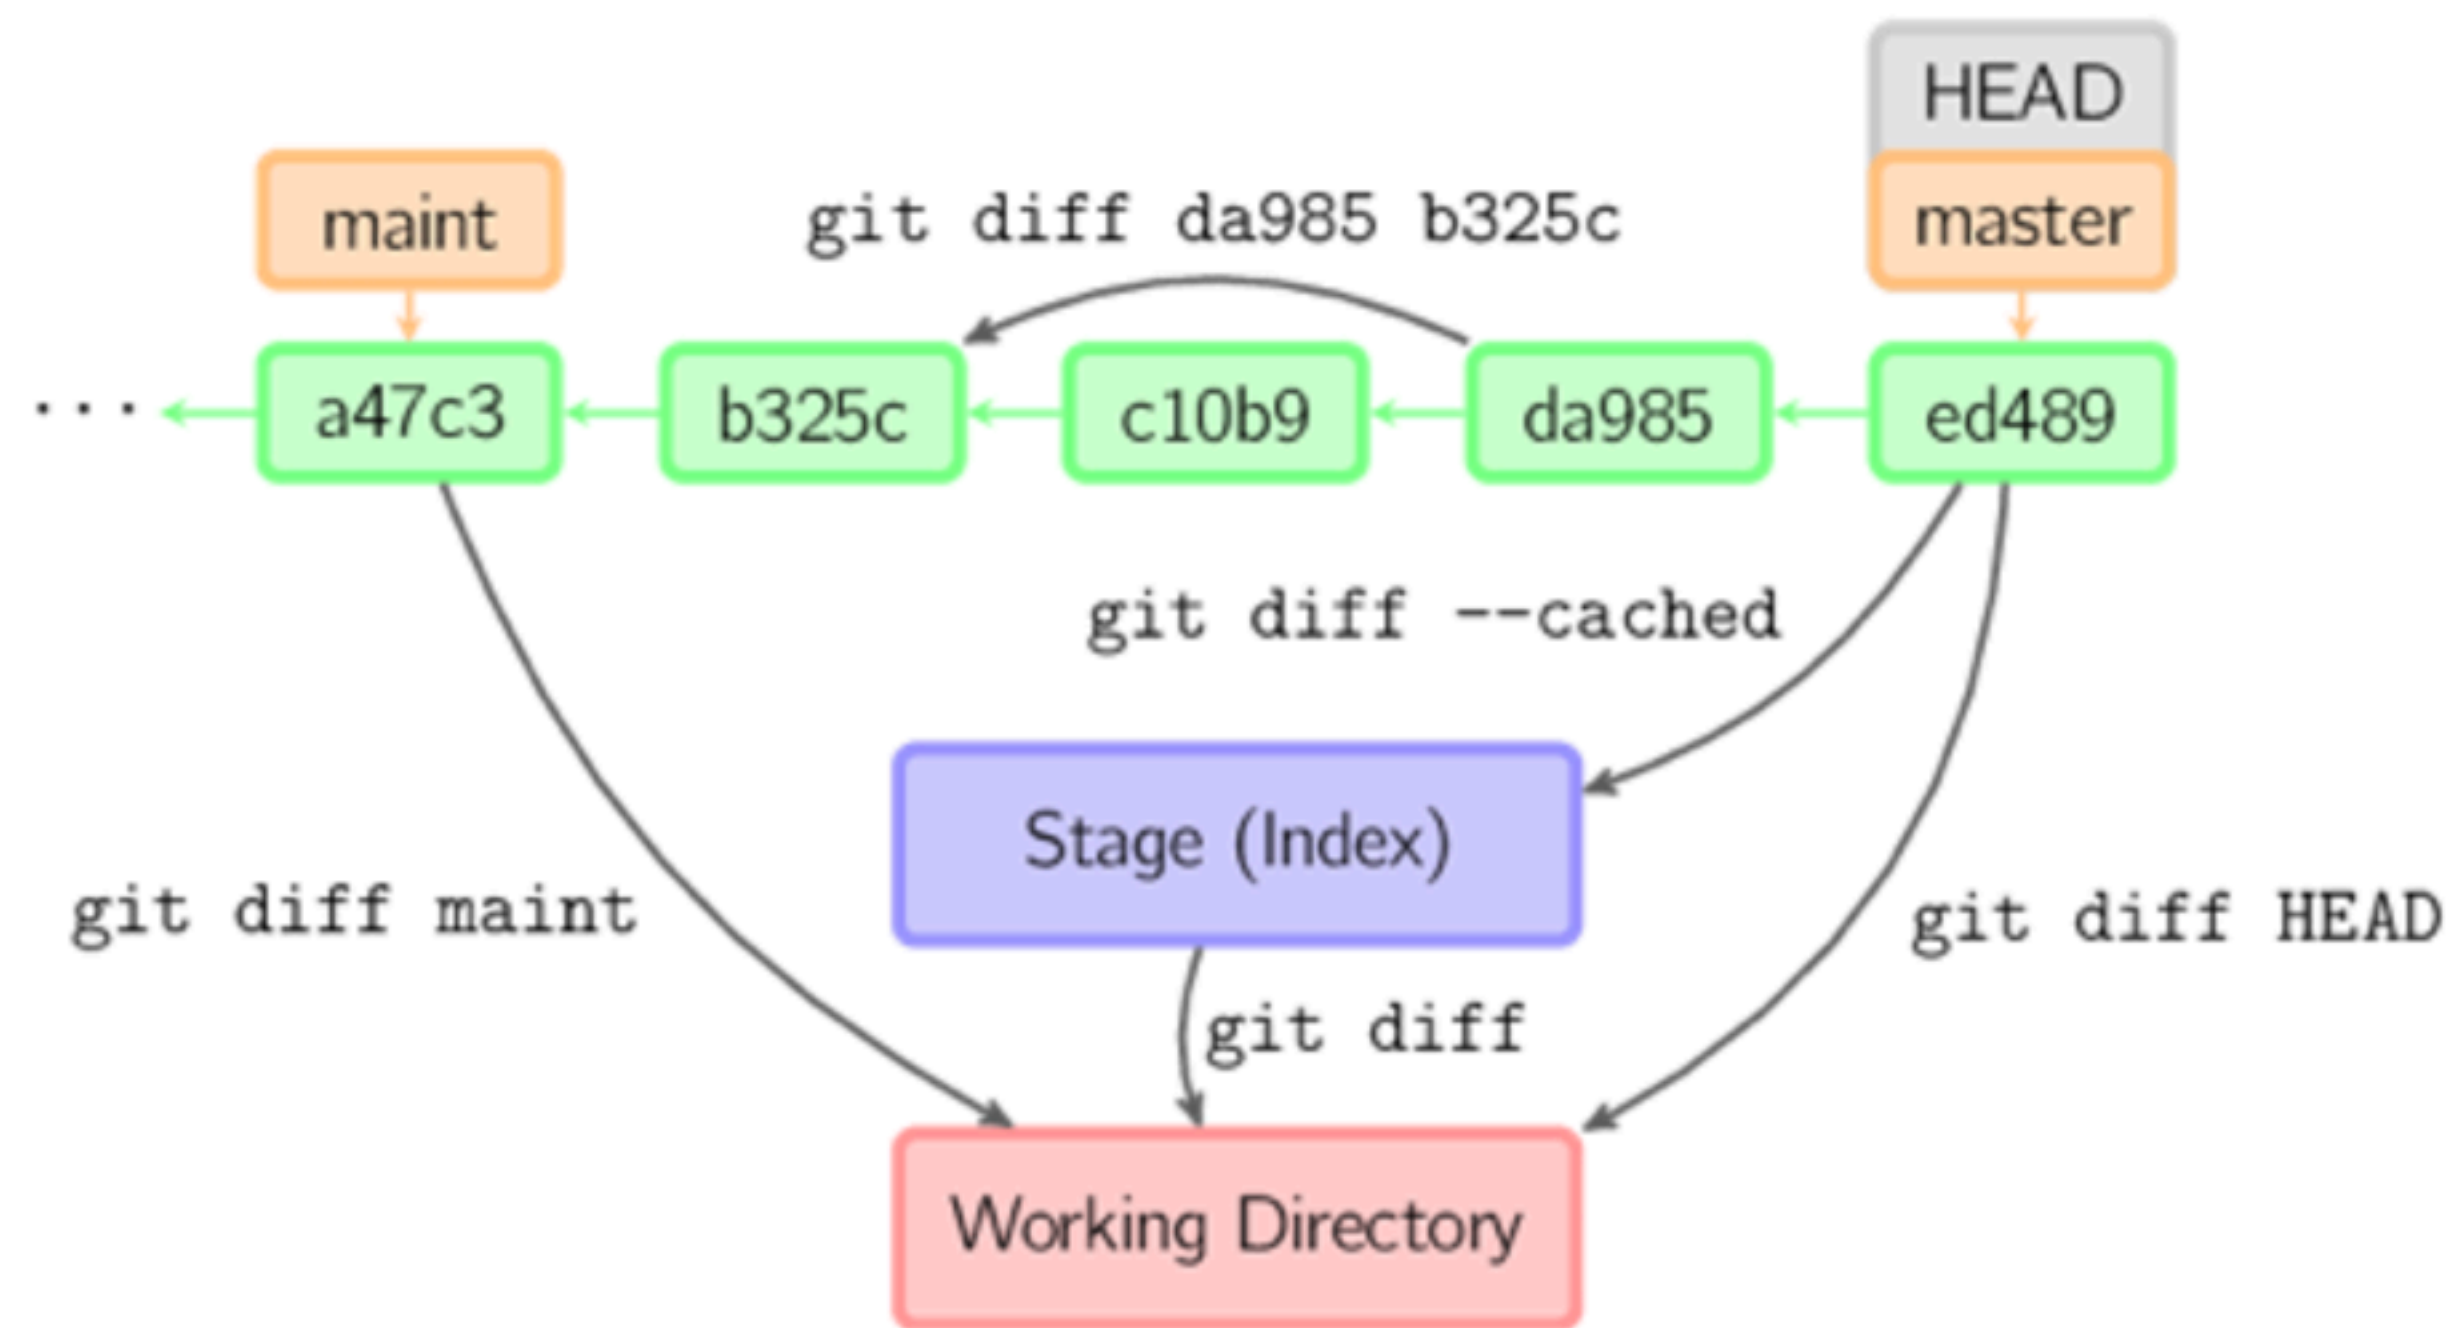 HEAD
maint
git diff da985 b325c
master
...
a47c3
b325c
c10b9
da985
ed489
git diff --cached
Stage (Index)
git diff maint
git diff HEAD
git diff
Working Directory